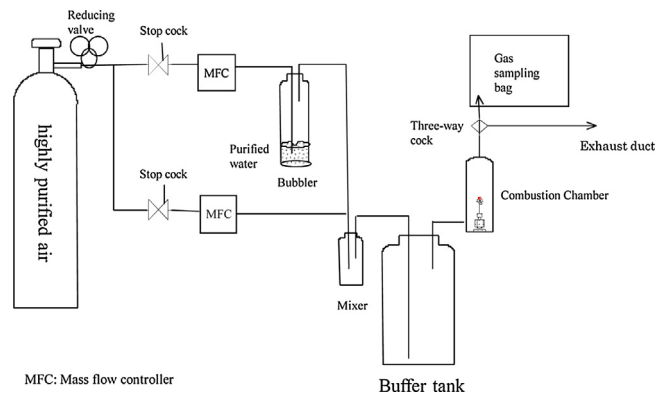 Reducing
valve
Stop cock
MFC
highly purified air
Purified
water
Bubbler
Gas
sampling
bag
Three-way
cock
Exhaust duct
Combustion Chamber
Stop cock
MFC
Mixer
MFC: Mass flow controller
Buffer tank